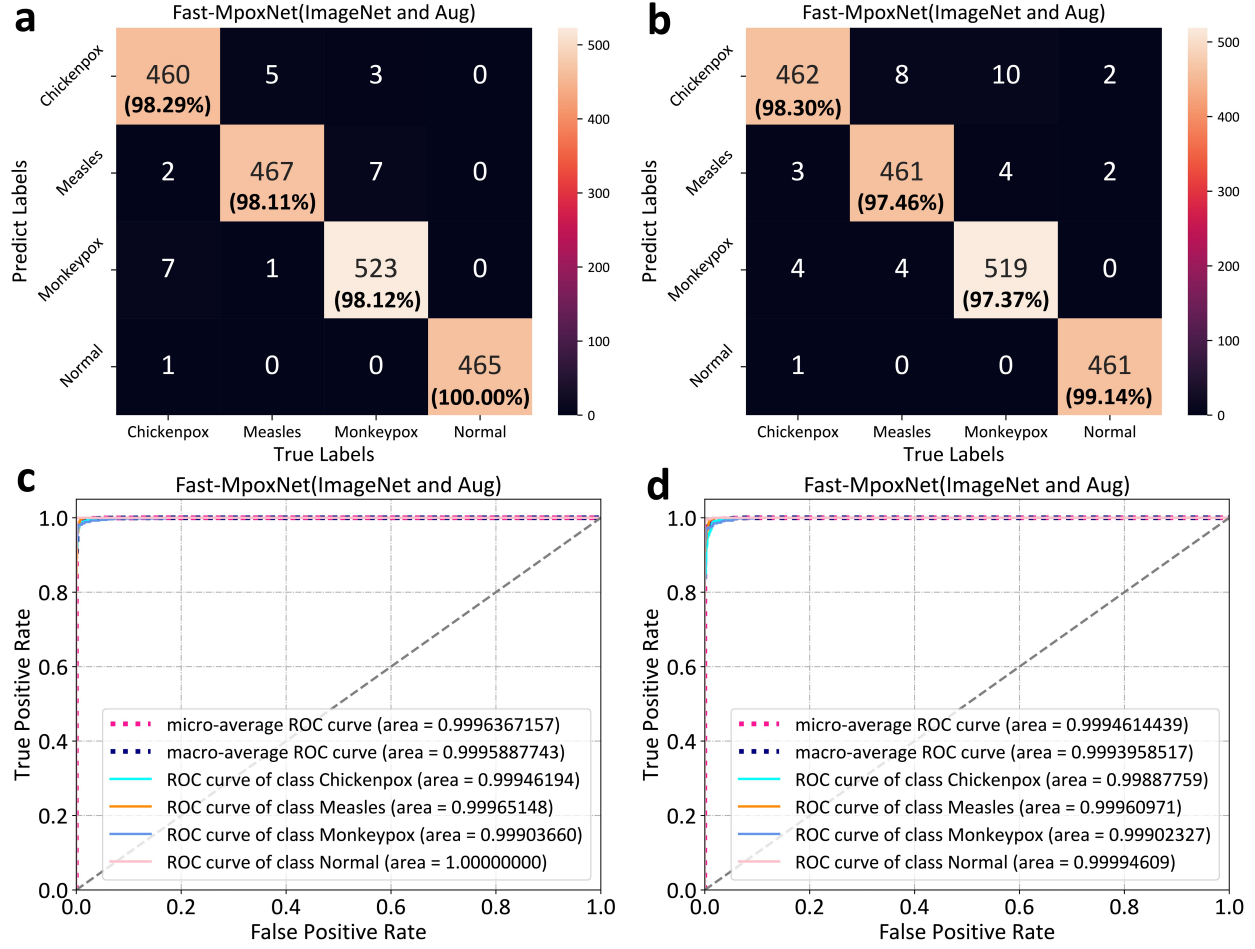 a
Fast-MpoxNet(ImageNet and Aug)
Predict Labels
Chickenpox
460 5 3 0
(98.29%)
Measles
2 467 7 0
(98.11%)
Monkeypox
7 1 523 0
(98.12%)
Normal
1 0 0 465
(100.00%)
Chickenpox Measles Monkeypox Normal
True Labels
500
400
300
200
100
0
b
Fast-MpoxNet(ImageNet and Aug)
Predict Labels
Chickenpox
462 8 10 2
(98.30%)
Measles
3 461 4 2
(97.46%)
Monkeypox
4 4 519 0
(97.37%)
Normal
1 0 0 461
(99.14%)
Chickenpox Measles Monkeypox Normal
True Labels
500
400
300
200
100
0
c
Fast-MpoxNet(ImageNet and Aug)
True Positive Rate
1.0
0.8
0.6
0.4
0.2
0.0
micro-average ROC curve (area = 0.9996367157)
macro-average ROC curve (area = 0.9995887743)
ROC curve of class Chickenpox (area = 0.99946194)
ROC curve of class Measles (area = 0.99965148)
ROC curve of class Monkeypox (area = 0.99903660)
ROC curve of class Normal (area = 1.00000000)
0.0 0.2 0.4 0.6 0.8 1.0
False Positive Rate
d
Fast-MpoxNet(ImageNet and Aug)
True Positive Rate
1.0
0.8
0.6
0.4
0.2
0.0
micro-average ROC curve (area = 0.9994614439)
macro-average ROC curve (area = 0.9993958517)
ROC curve of class Chickenpox (area = 0.99887759)
ROC curve of class Measles (area = 0.99960971)
ROC curve of class Monkeypox (area = 0.99902327)
ROC curve of class Normal (area = 0.99994609)
0.0 0.2 0.4 0.6 0.8 1.0
False Positive Rate